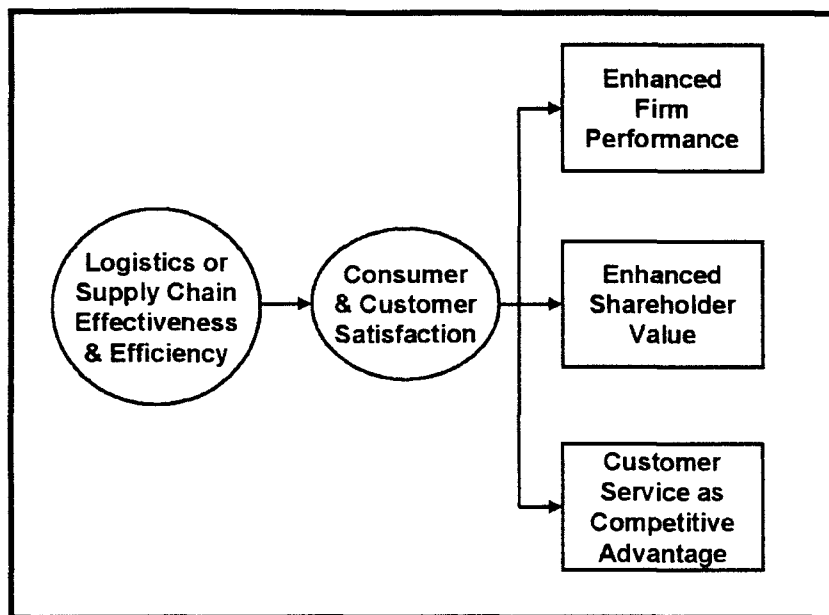 Logistics or
Supply Chain
Effectiveness
& Efficiency
Consumer
& Customer
Satisfaction
Enhanced
Firm
Performance
Enhanced
Shareholder
Value
Customer
Service as
Competitive
Advantage